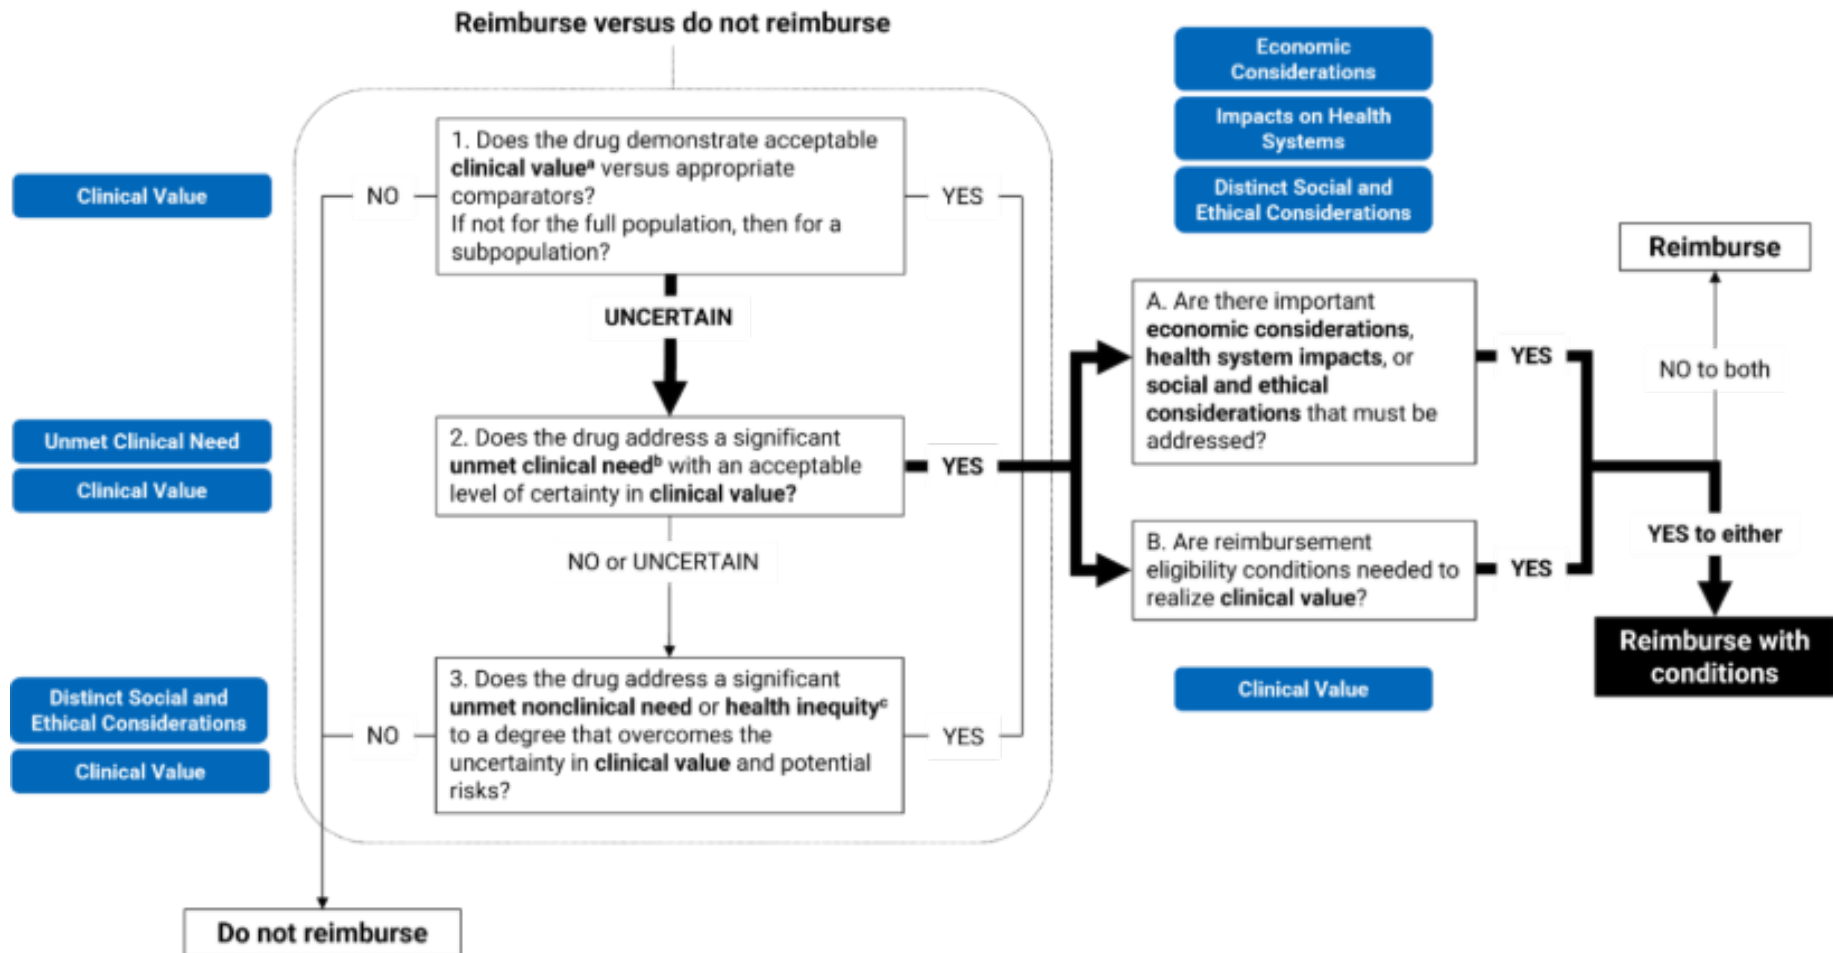 Reimburse versus do not reimburse
Economic
Considerations
Impacts on Health
Systems
Distinct Social and
Ethical Considerations
Clinical Value
NO
1. Does the drug demonstrate acceptable
clinical valueᵃ versus appropriate
comparators?
If not for the full population, then for a
subpopulation?
YES
UNCERTAIN
Unmet Clinical Need
Clinical Value
2. Does the drug address a significant
unmet clinical needᵇ with an acceptable
level of certainty in clinical value?
YES
NO or UNCERTAIN
Distinct Social and
Ethical Considerations
Clinical Value
NO
3. Does the drug address a significant
unmet nonclinical need or health inequityᶜ
to a degree that overcomes the
uncertainty in clinical value and potential
risks?
YES
Do not reimburse
A. Are there important
economic considerations,
health system impacts, or
social and ethical
considerations that must be
addressed?
YES
B. Are reimbursement
eligibility conditions needed to
realize clinical value?
YES
Clinical Value
Reimburse
NO to both
YES to either
Reimburse with
conditions